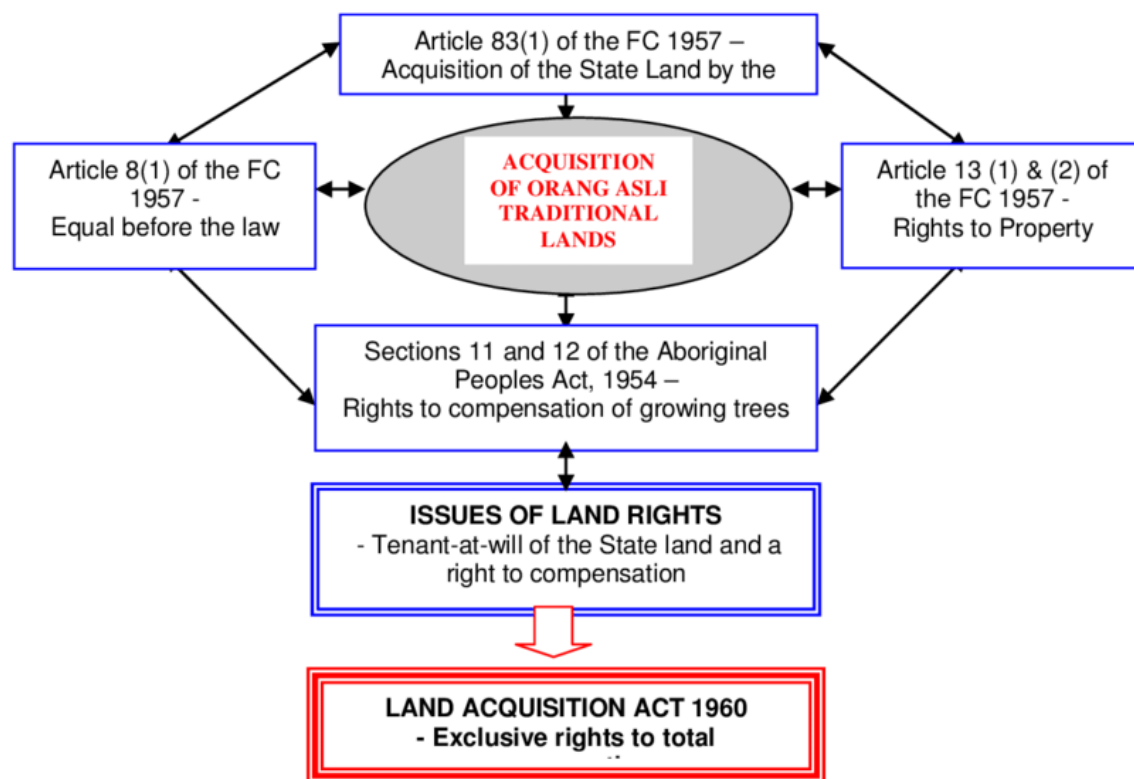 Article 83(1) of the FC 1957 –
Acquisition of the State Land by the
Article 8(1) of the FC
1957 -
Equal before the law
ACQUISITION
OF ORANG ASLI
TRADITIONAL
LANDS
Article 13 (1) & (2) of
the FC 1957 -
Rights to Property
Sections 11 and 12 of the Aboriginal
Peoples Act, 1954 –
Rights to compensation of growing trees
ISSUES OF LAND RIGHTS
- Tenant-at-will of the State land and a
right to compensation
LAND ACQUISITION ACT 1960
- Exclusive rights to total